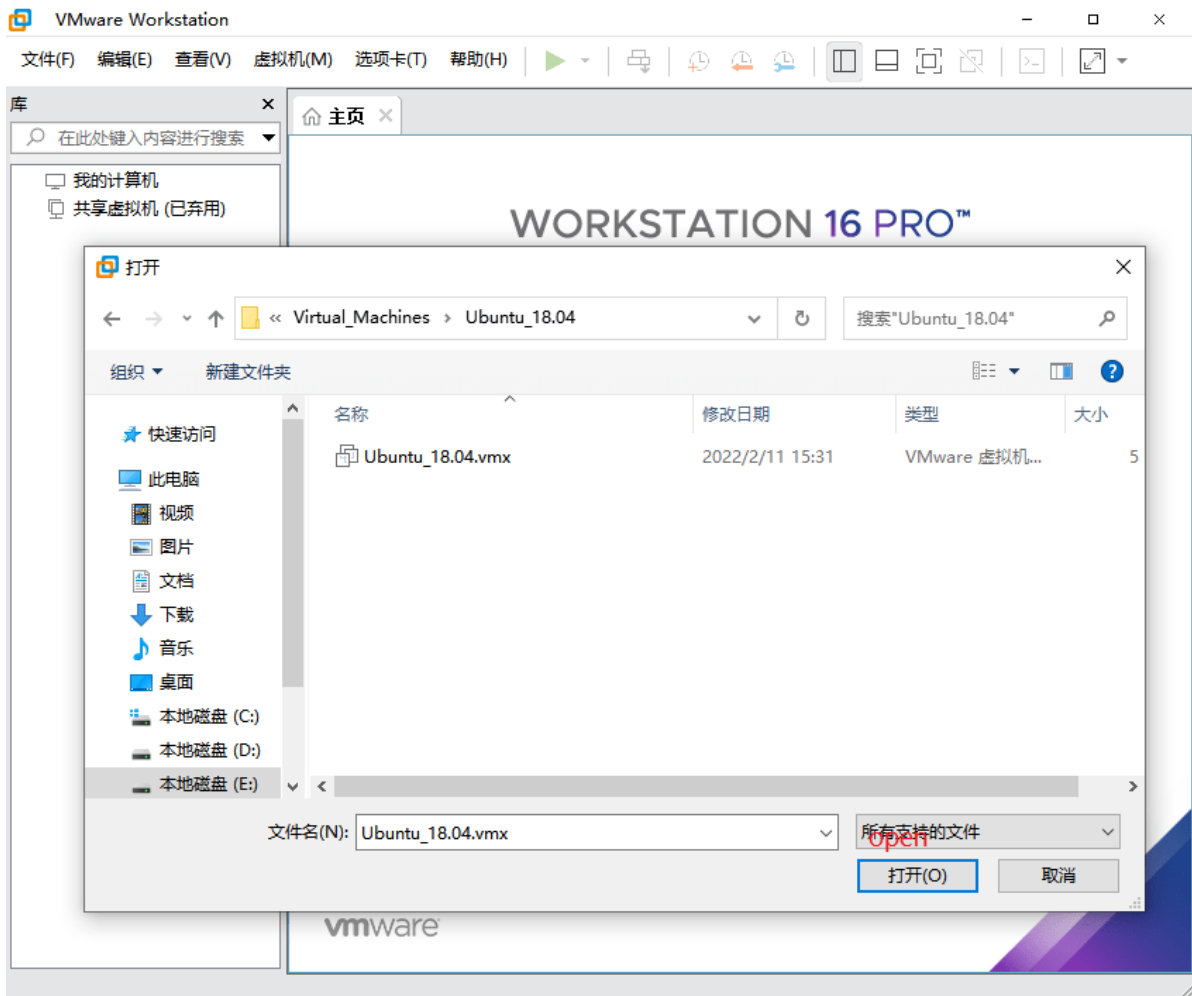 VMware Workstation
文件(F) 编辑(E) 查看(V) 虚拟机(M) 选项卡(T) 帮助(H)
库
主页
在此处键入内容进行搜索
我的计算机
共享虚拟机 (已弃用)
WORKSTATION 16 PRO™
打开
« Virtual_Machines › Ubuntu_18.04
搜索"Ubuntu_18.04"
组织 新建文件夹
名称 修改日期 类型 大小
Ubuntu_18.04.vmx 2022/2/11 15:31 VMware 虚拟机... 5
快速访问
此电脑
视频
图片
文档
下载
音乐
桌面
本地磁盘 (C:)
本地磁盘 (D:)
本地磁盘 (E:)
文件名(N): Ubuntu_18.04.vmx 所有支持的文件
open
打开(O) 取消
vmware